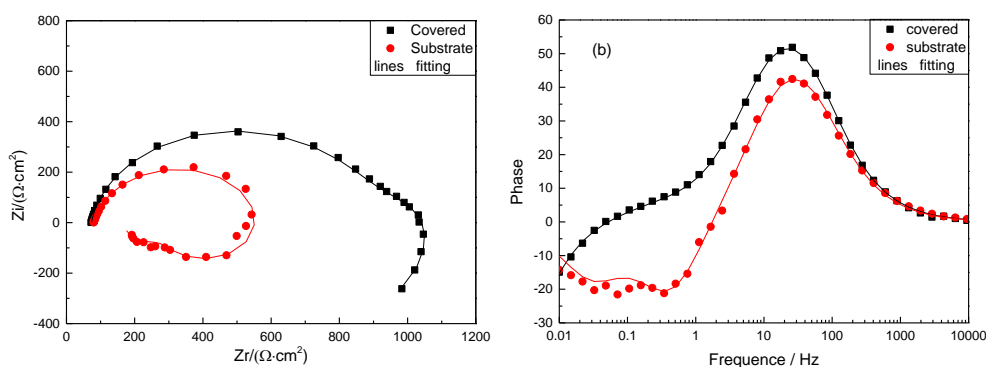 800
600
400
200
0
-200
-400
Zi/(Ω·cm²)
0
200
400
600
800
1000
1200
Zr/(Ω·cm²)
Covered
Substrate
lines fitting
(b)
60
50
40
30
20
10
0
-10
-20
-30
Phase
0.01
0.1
1
10
100
1000
10000
Frequence / Hz
covered
substrate
lines fitting